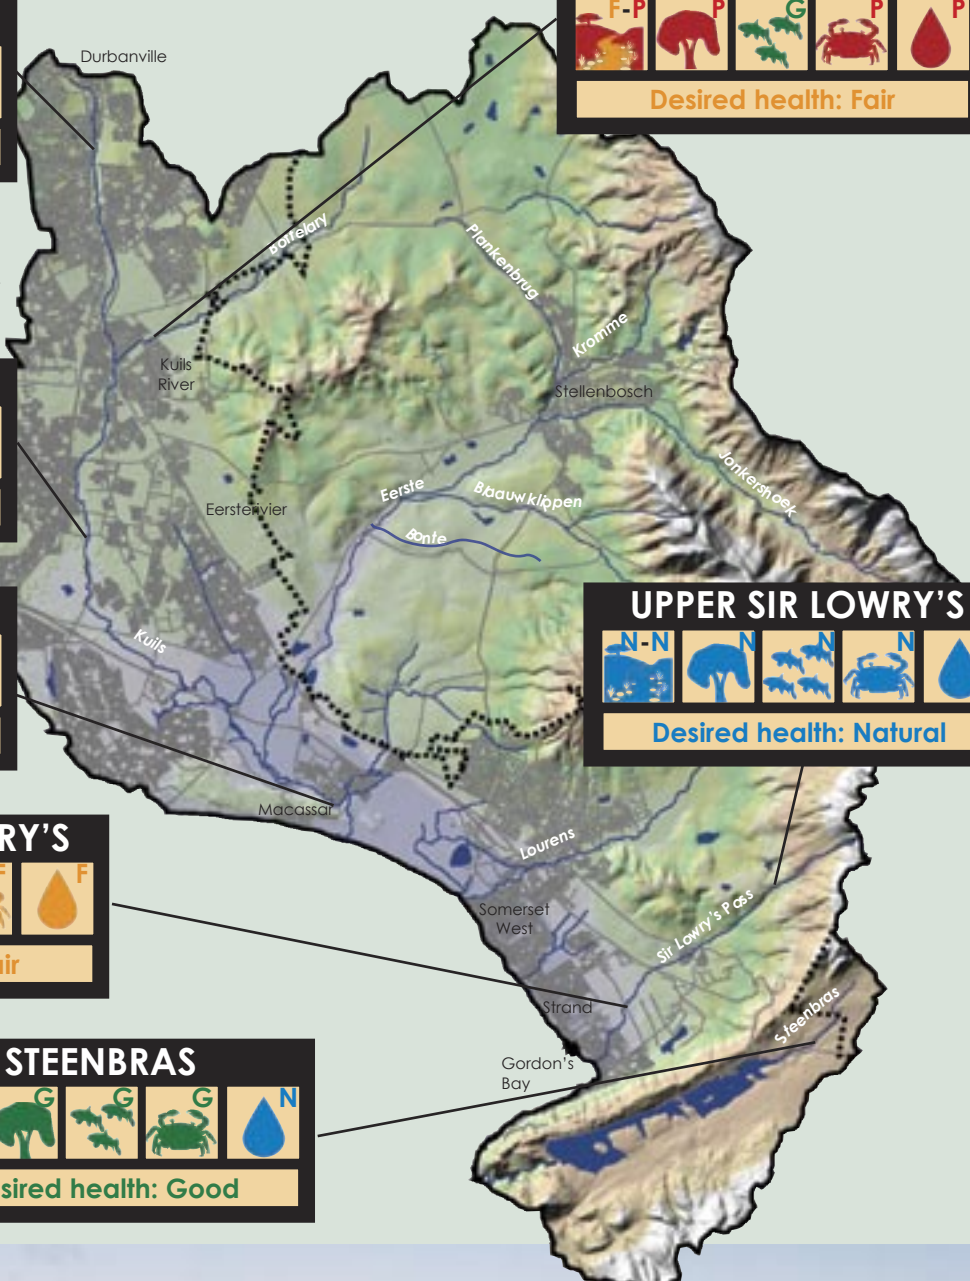 F-P P G P P
Desired health: Fair
Durbanville
Bottelary
Plankenbrug
Kromme
Kuils
River
Stellenbosch
Jonkershoek
Eerste
Blaauwklippen
Eersterivier
Bonte
UPPER SIR LOWRY'S
N-N N N N
Desired health: Natural
Kuils
Macassar
RY'S
F F
air
Lourens
Somerset
West
Sir Lowry's Pass
Strand
Steenbras
Gordon's
Bay
STEENBRAS
G G G N
sired health: Good